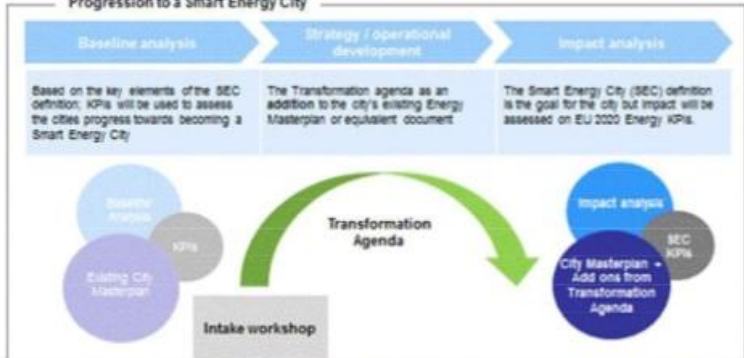 Progression to a Smart Energy City
Baseline analysis
Strategy / operational
development
Impact analysis
Based on the key elements of the SEC
definition; KPIs will be used to assess
the cities progress towards becoming a
Smart Energy City
The Transformation agenda as an
addition to the city's existing Energy
Masterplan or equivalent document
The Smart Energy City (SEC) definition
is the goal for the city but impact will be
assessed on EU 2020 Energy KPIs.
Baseline
Analysis
KPIs
Existing City
Masterplan
Transformation
Agenda
Intake workshop
Impact analysis
SEC
KPIs
City Masterplan +
Add ons from
Transformation
Agenda